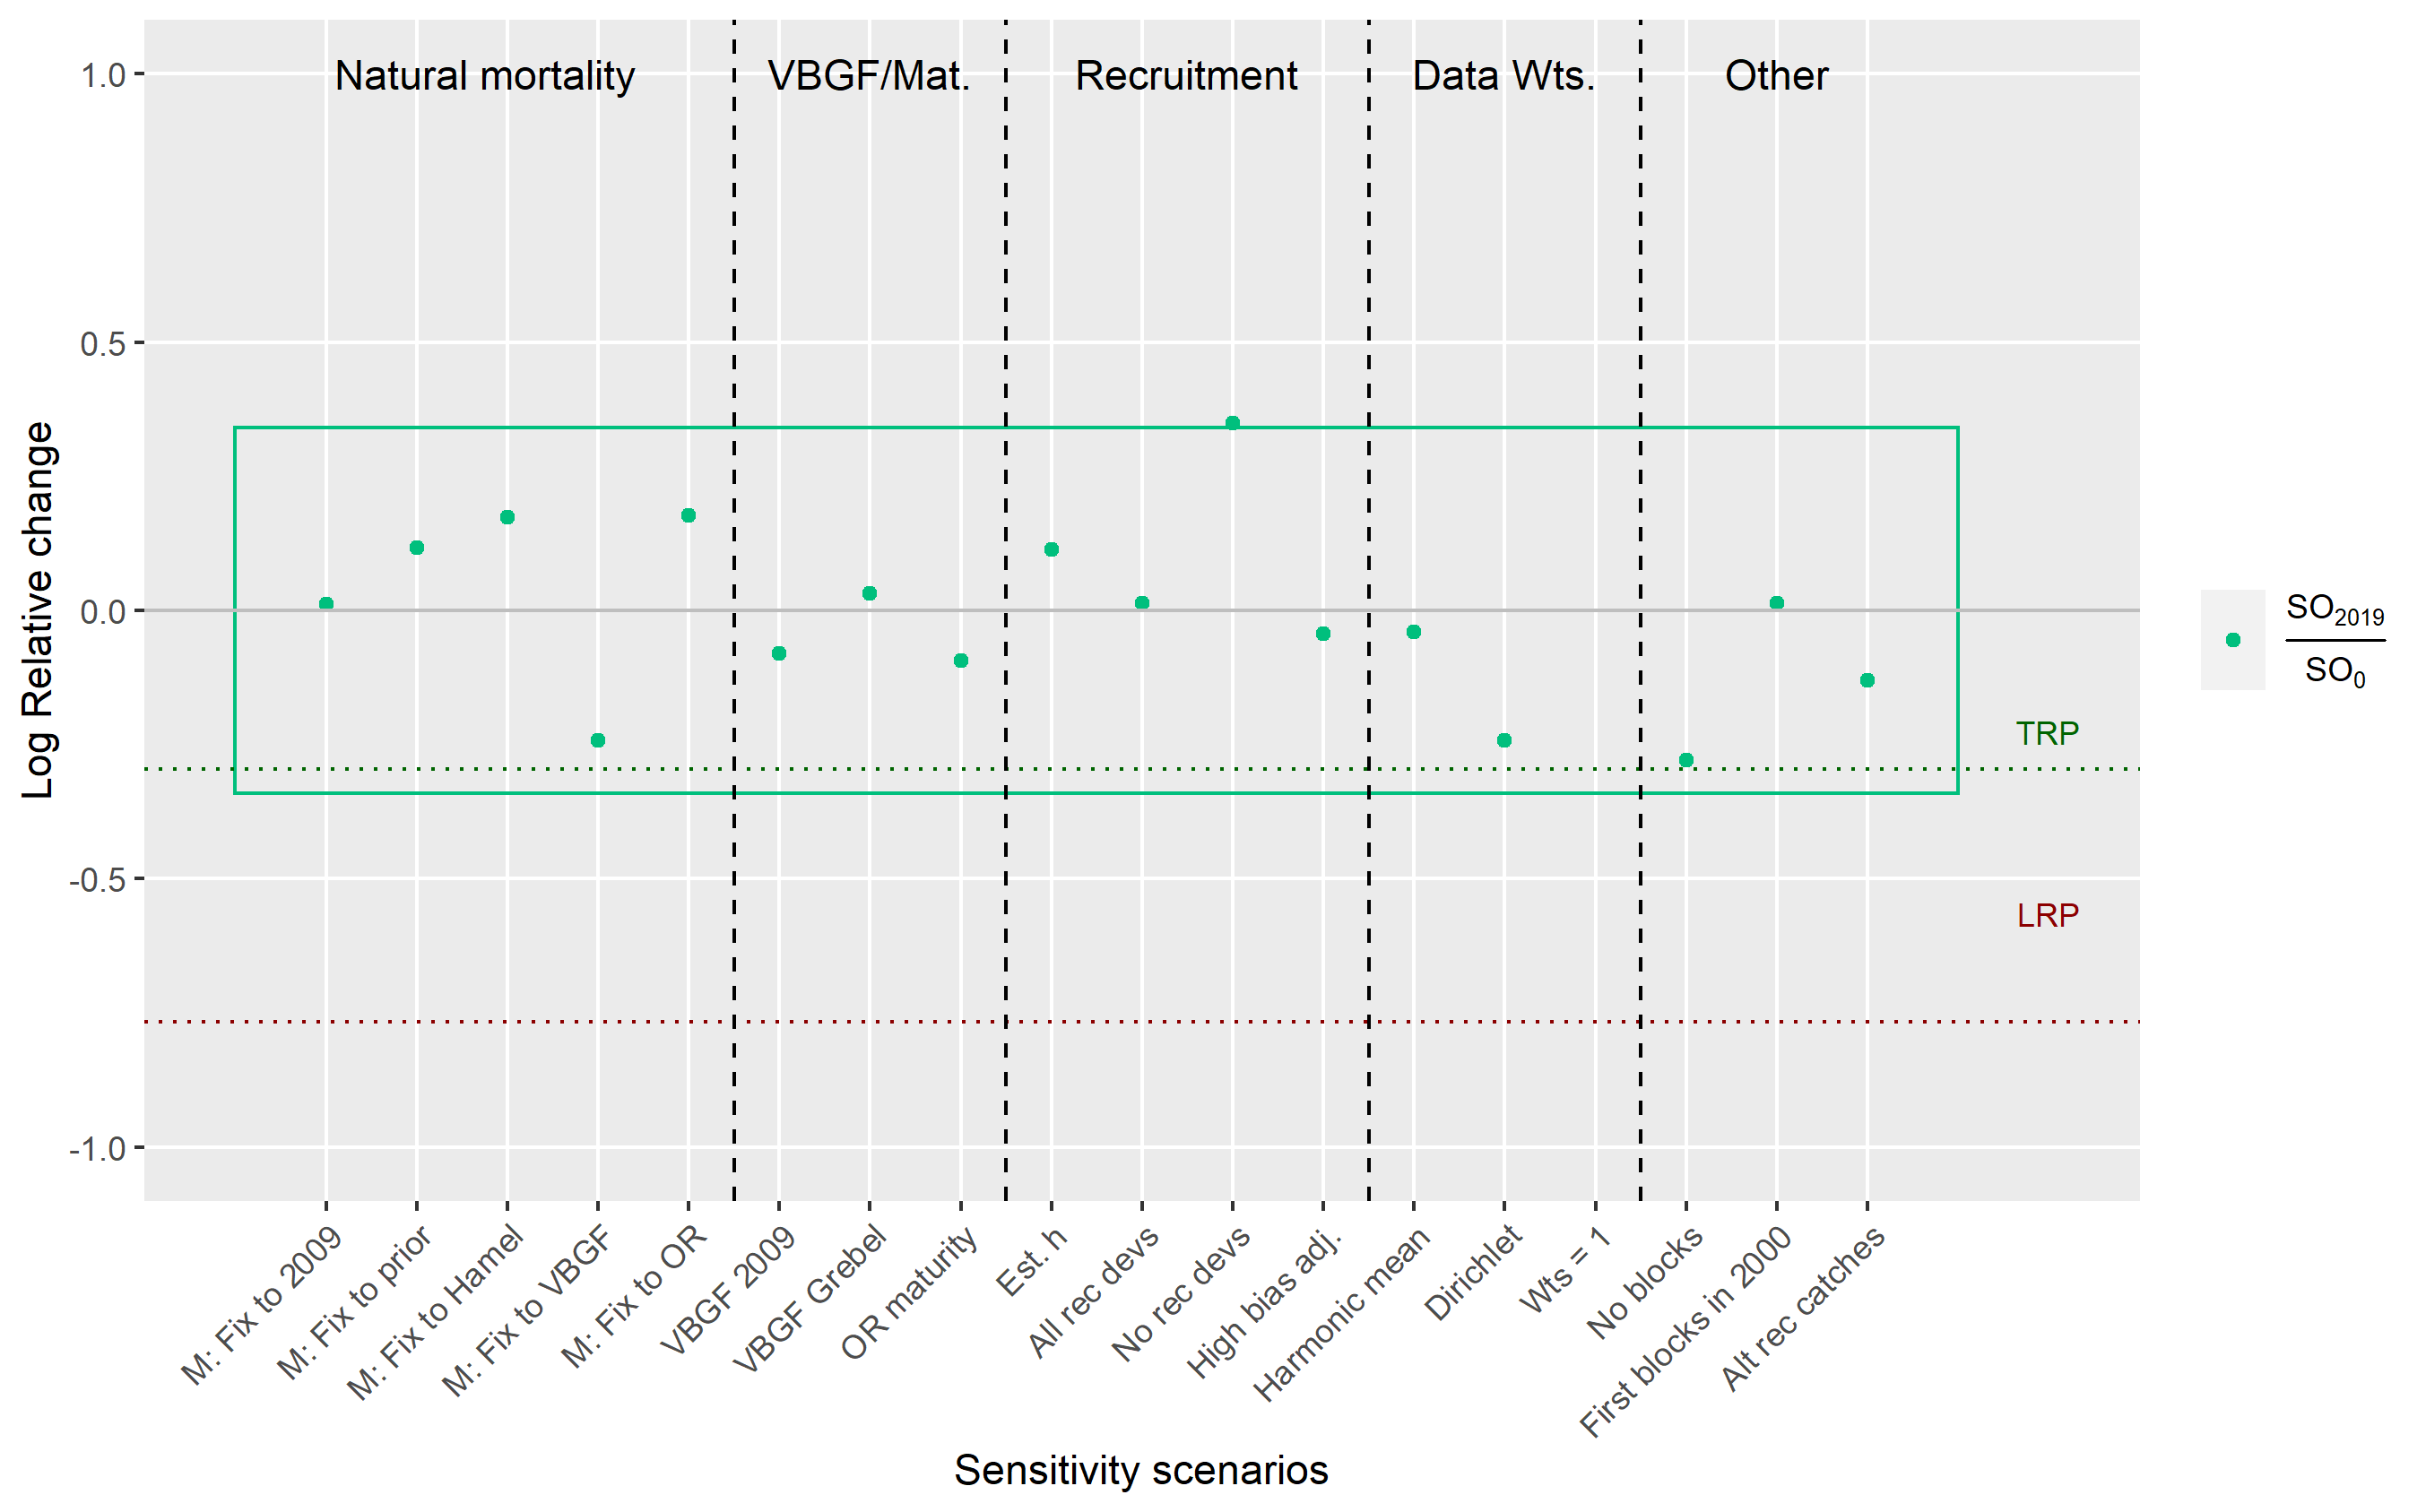 Natural mortality
VBGF/Mat.
Recruitment
Data Wts.
Other
1.0
0.5
0.0
-0.5
-1.0
Log Relative change
TRP
LRP
SO2019
SO0
M: Fix to 2009
M: Fix to prior
M: Fix to Hamel
M: Fix to VBGF
M: Fix to OR
VBGF 2009
VBGF Grebel
OR maturity
Est. h
All rec devs
No rec devs
High bias adj.
Harmonic mean
Dirichlet
Wts = 1
No blocks
First blocks in 2000
Alt rec catches
Sensitivity scenarios